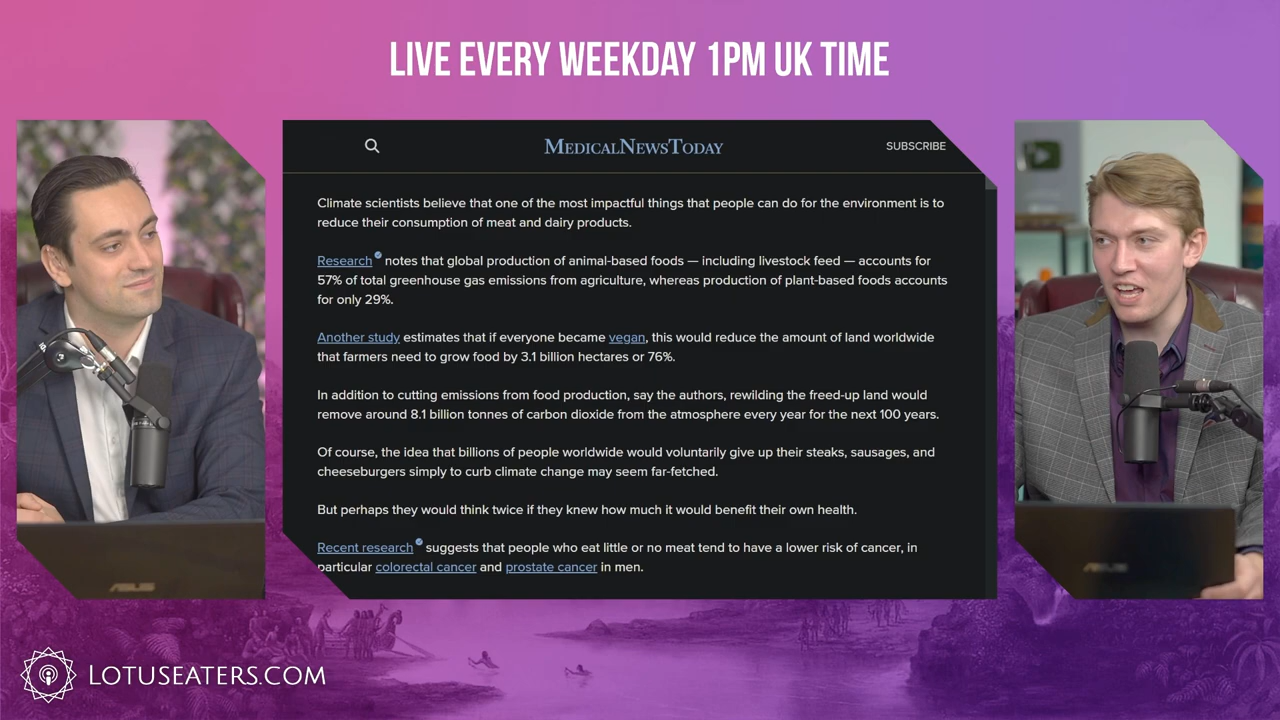 LIVE EVERY WEEKDAY 1PM UK TIME
MEDICALNEWSTODAY
SUBSCRIBE
Climate scientists believe that one of the most impactful things that people can do for the environment is to
reduce their consumption of meat and dairy products.
Research notes that global production of animal-based foods — including livestock feed — accounts for
57% of total greenhouse gas emissions from agriculture, whereas production of plant-based foods accounts
for only 29%.
Another study estimates that if everyone became vegan, this would reduce the amount of land worldwide
that farmers need to grow food by 3.1 billion hectares or 76%.
In addition to cutting emissions from food production, say the authors, rewilding the freed-up land would
remove around 8.1 billion tonnes of carbon dioxide from the atmosphere every year for the next 100 years.
Of course, the idea that billions of people worldwide would voluntarily give up their steaks, sausages, and
cheeseburgers simply to curb climate change may seem far-fetched.
But perhaps they would think twice if they knew how much it would benefit their own health.
Recent research suggests that people who eat little or no meat tend to have a lower risk of cancer, in
particular colorectal cancer and prostate cancer in men.
ASUS
ASUS
LOTUSEATERS.COM